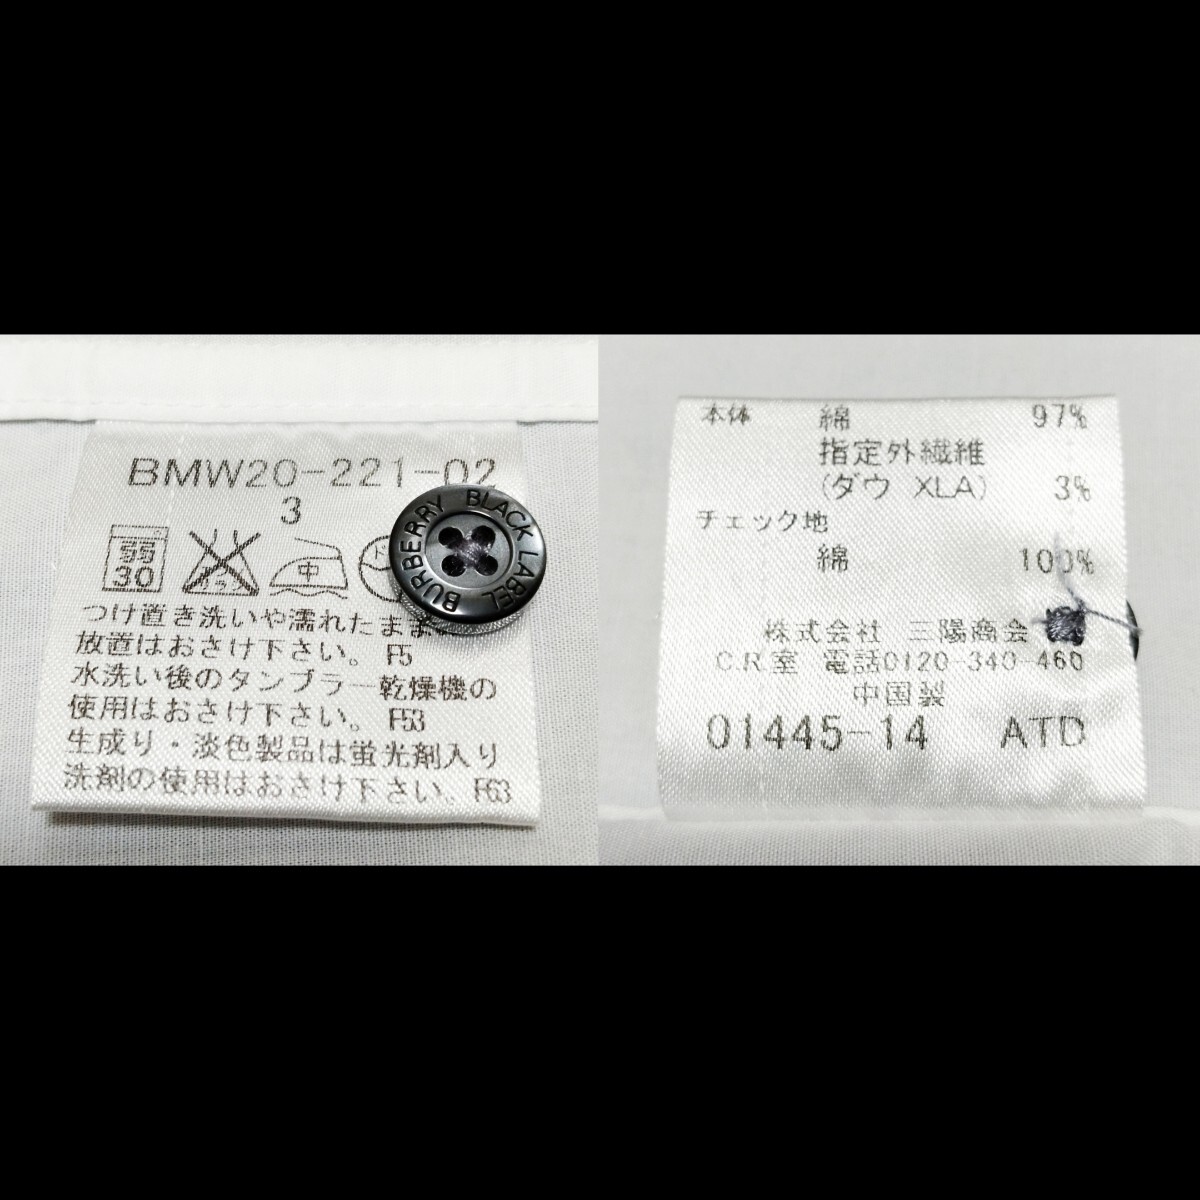 BMW20-221-02
3
弱
30
中
BURBERRY BLACK LABEL
つけ置き洗いや濡れたまま
放置はおさけ下さい。 F5
水洗い後のタンブラー乾燥機の
使用はおさけ下さい。 F53
生成り・淡色製品は蛍光剤入り
洗剤の使用はおさけ下さい。 F63
本体 綿 97%
指定外繊維
(ダウ XLA) 3%
チェック地
綿 100%
株式会社 三陽商会
C.R.室 電話0120-340-460
中国製
01445-14 ATD